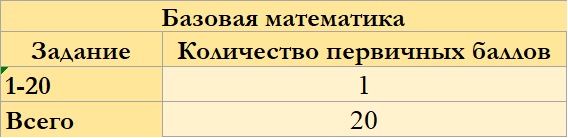 Базовая математика
Задание Количество первичных баллов
1-20 1
Всего 20